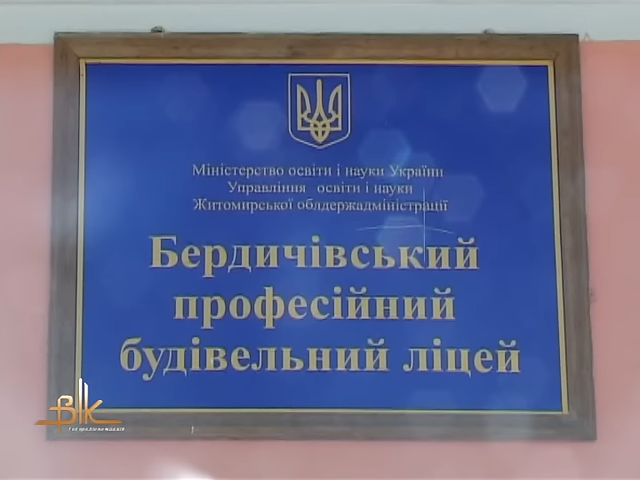 Міністерство освіти і науки України
Управління освіти і науки
Житомирської облдержадміністрації
Бердичівський
професійний
будівельний ліцей
ВІК